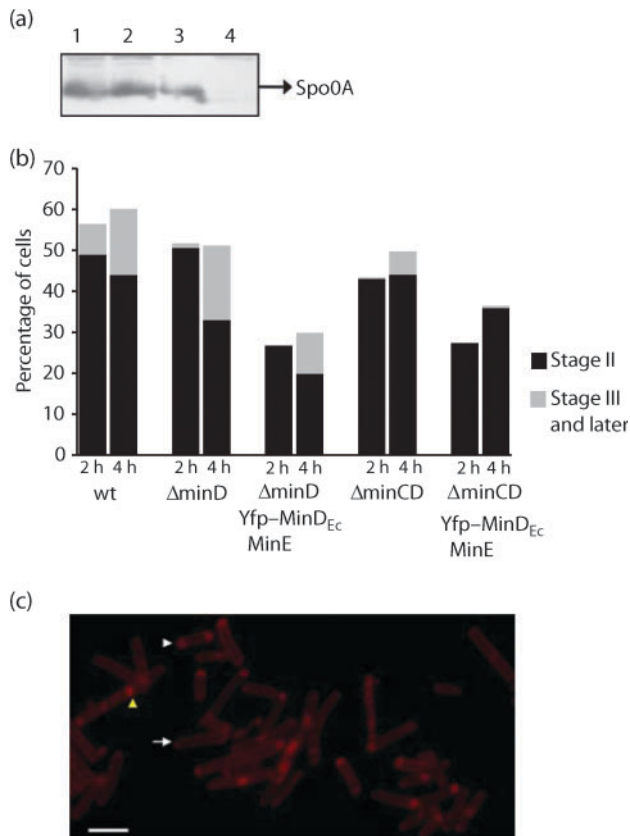 (a)
1 2 3 4
Spo0A
(b)
70
60
50
40
30
20
10
0
Percentage of cells
Stage II
Stage III
and later
2 h 4 h 2 h 4 h 2 h 4 h 2 h 4 h 2 h 4 h
wt ΔminD ΔminD ΔminCD ΔminCD
Yfp–MinDEc Yfp–MinDEc
MinE MinE
(c)